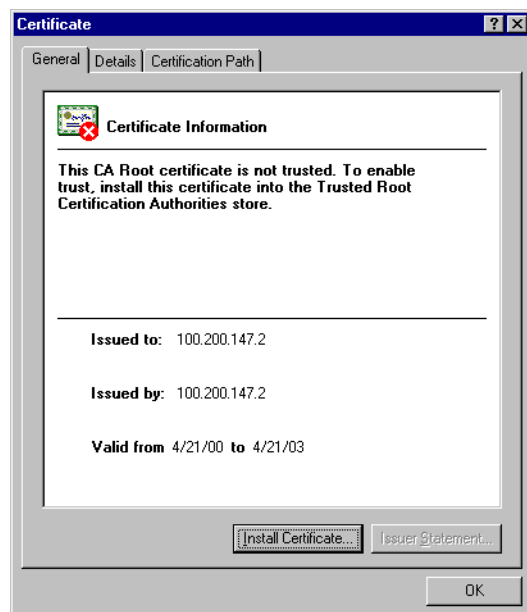 Certificate
General Details Certification Path
Certificate Information
This CA Root certificate is not trusted. To enable
trust, install this certificate into the Trusted Root
Certification Authorities store.
Issued to: 100.200.147.2
Issued by: 100.200.147.2
Valid from 4/21/00 to 4/21/03
Install Certificate... Issuer Statement...
OK